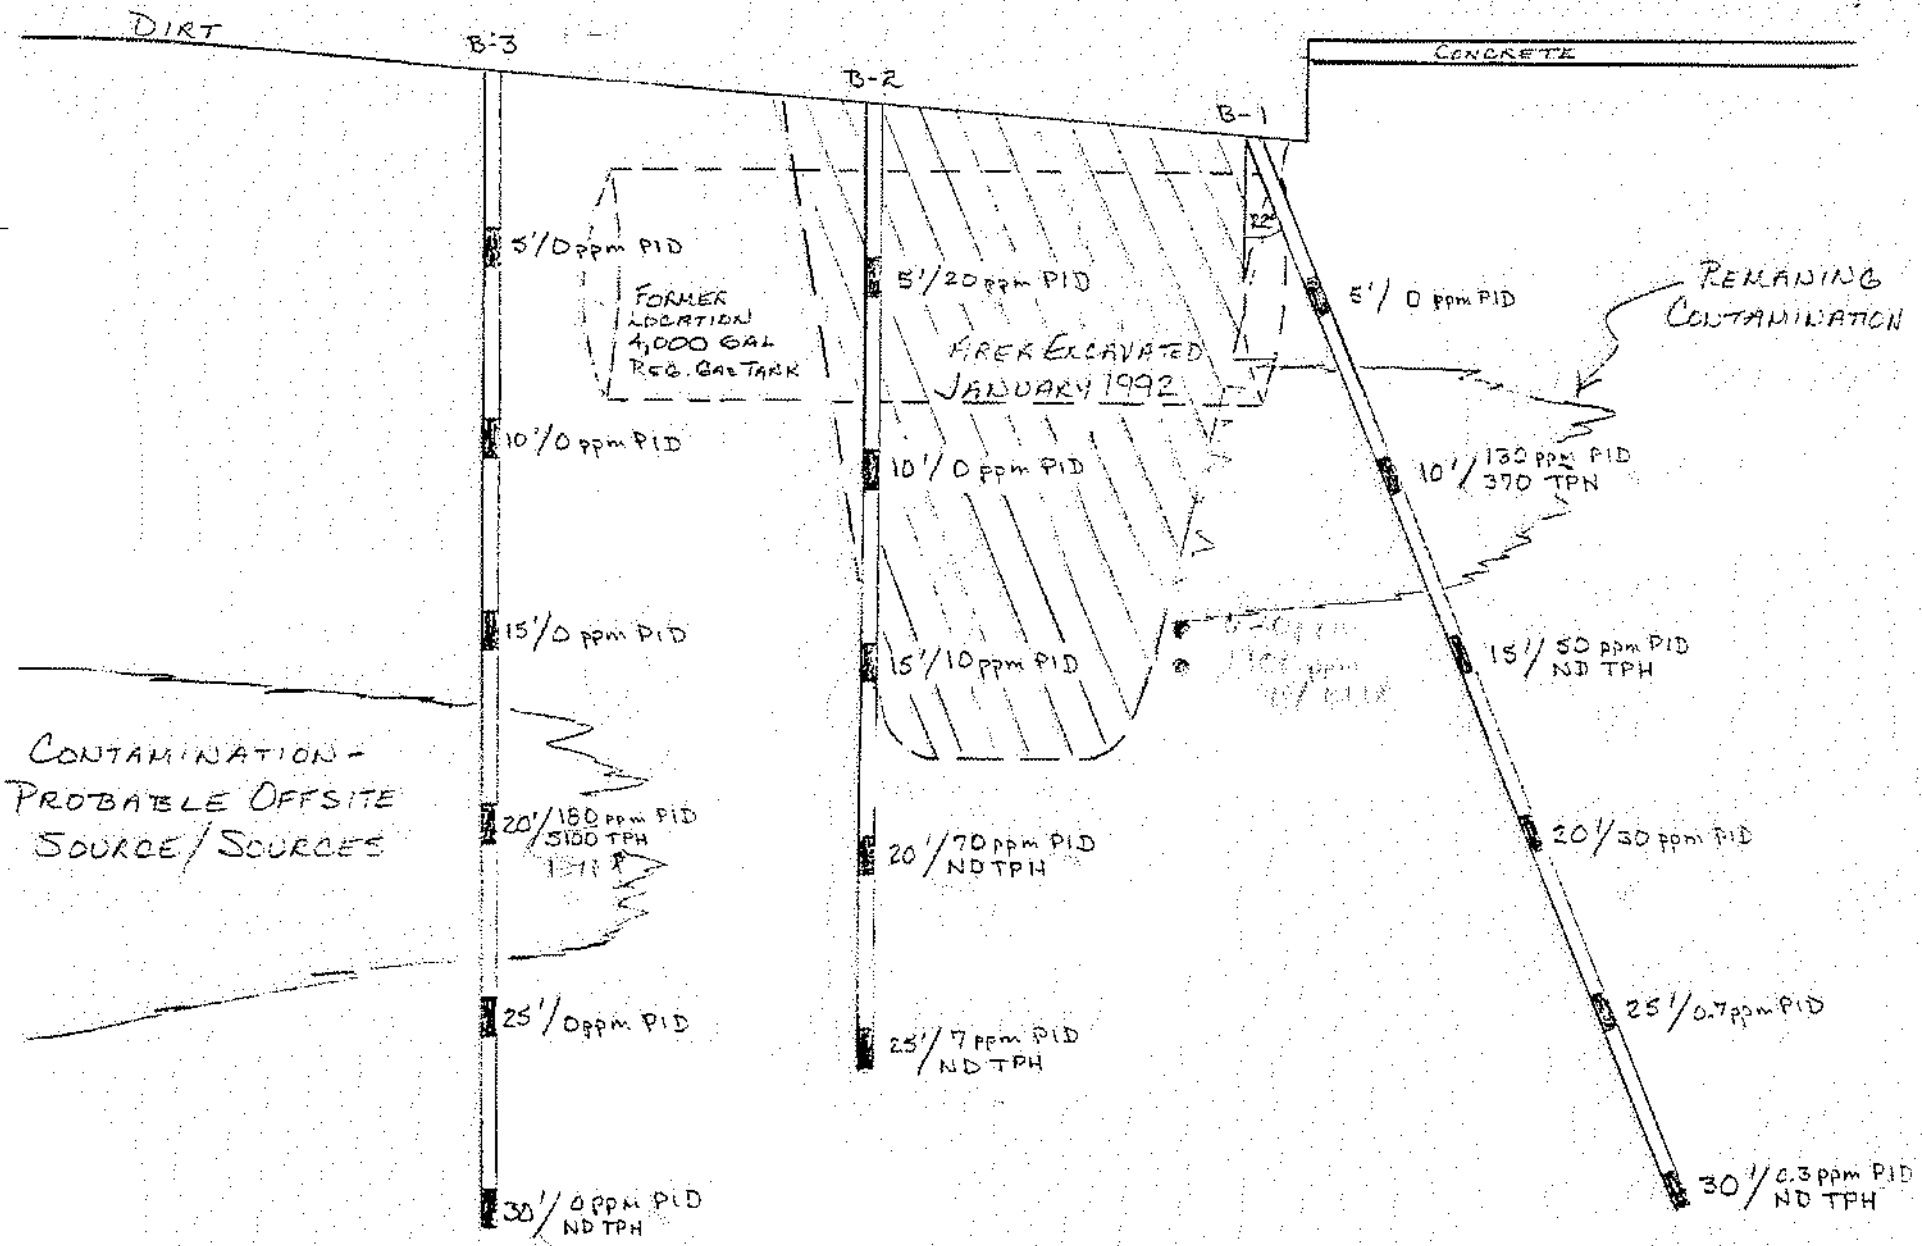 DIRT
B-3
B-2
B-1
CONCRETE
22°
5'/0 ppm PID
10'/0 ppm PID
15'/0 ppm PID
20'/180 ppm PID
5100 TPH
25'/0 ppm PID
30'/0 ppm PID
ND TPH
FORMER
LOCATION
4,000 GAL
REG. GAS TANK
5'/20 ppm PID
AREA EXCAVATED
JANUARY 1992
10'/0 ppm PID
15'/10 ppm PID
20'/70 ppm PID
ND TPH
25'/7 ppm PID
ND TPH
5'/0 ppm PID
REMANING
CONTAMINATION
10'/130 ppm PID
370 TPH
15'/50 ppm PID
ND TPH
20'/30 ppm PID
25'/0.7 ppm PID
30'/0.3 ppm PID
ND TPH
CONTAMINATION-
PROBABLE OFFSITE
SOURCE/SOURCES